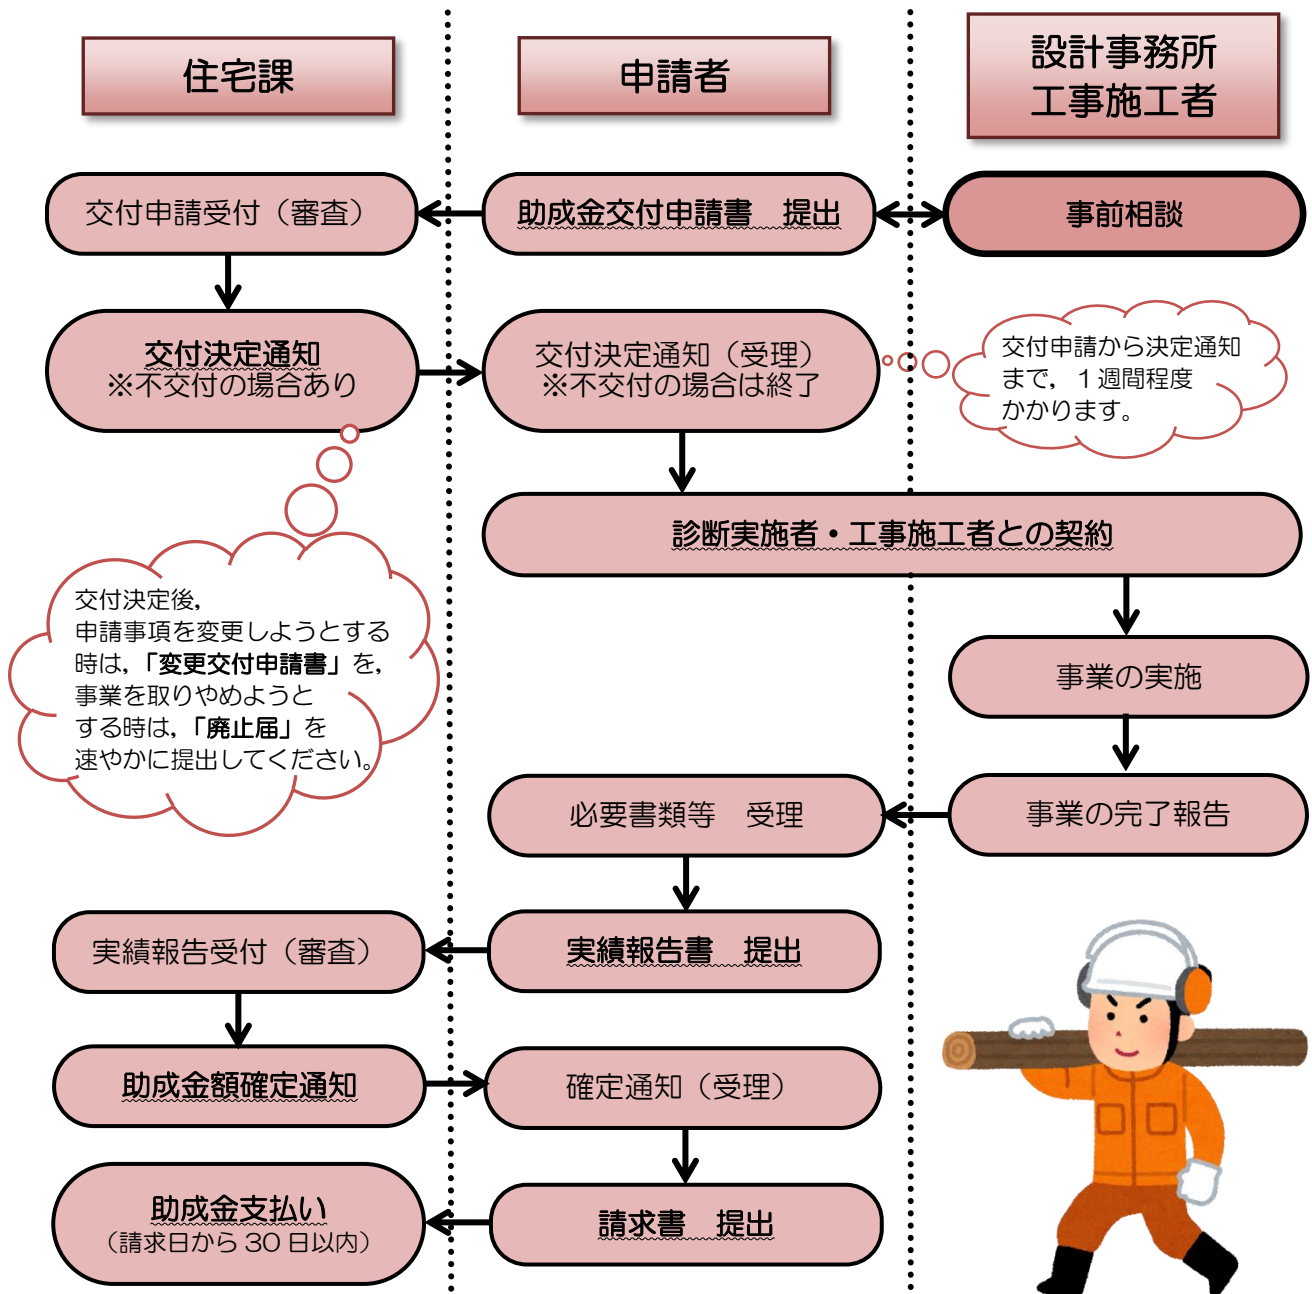 住宅課
申請者
設計事務所
工事施工者
交付申請受付（審査）
助成金交付申請書　提出
事前相談
交付決定通知
※不交付の場合あり
交付決定通知（受理）
※不交付の場合は終了
交付申請から決定通知
まで，１週間程度
かかります。
診断実施者・工事施工者との契約
交付決定後，
申請事項を変更しようとする
時は，「変更交付申請書」を，
事業を取りやめようと
する時は，「廃止届」を
速やかに提出してください。
事業の実施
必要書類等　受理
事業の完了報告
実績報告受付（審査）
実績報告書　提出
助成金額確定通知
確定通知（受理）
助成金支払い
（請求日から 30 日以内）
請求書　提出